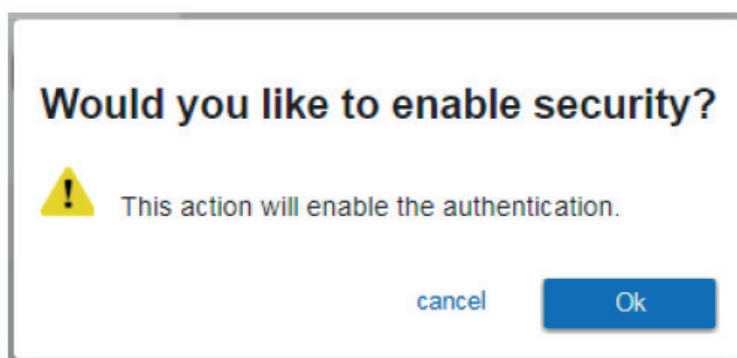 Would you like to enable security?
This action will enable the authentication.
cancel Ok